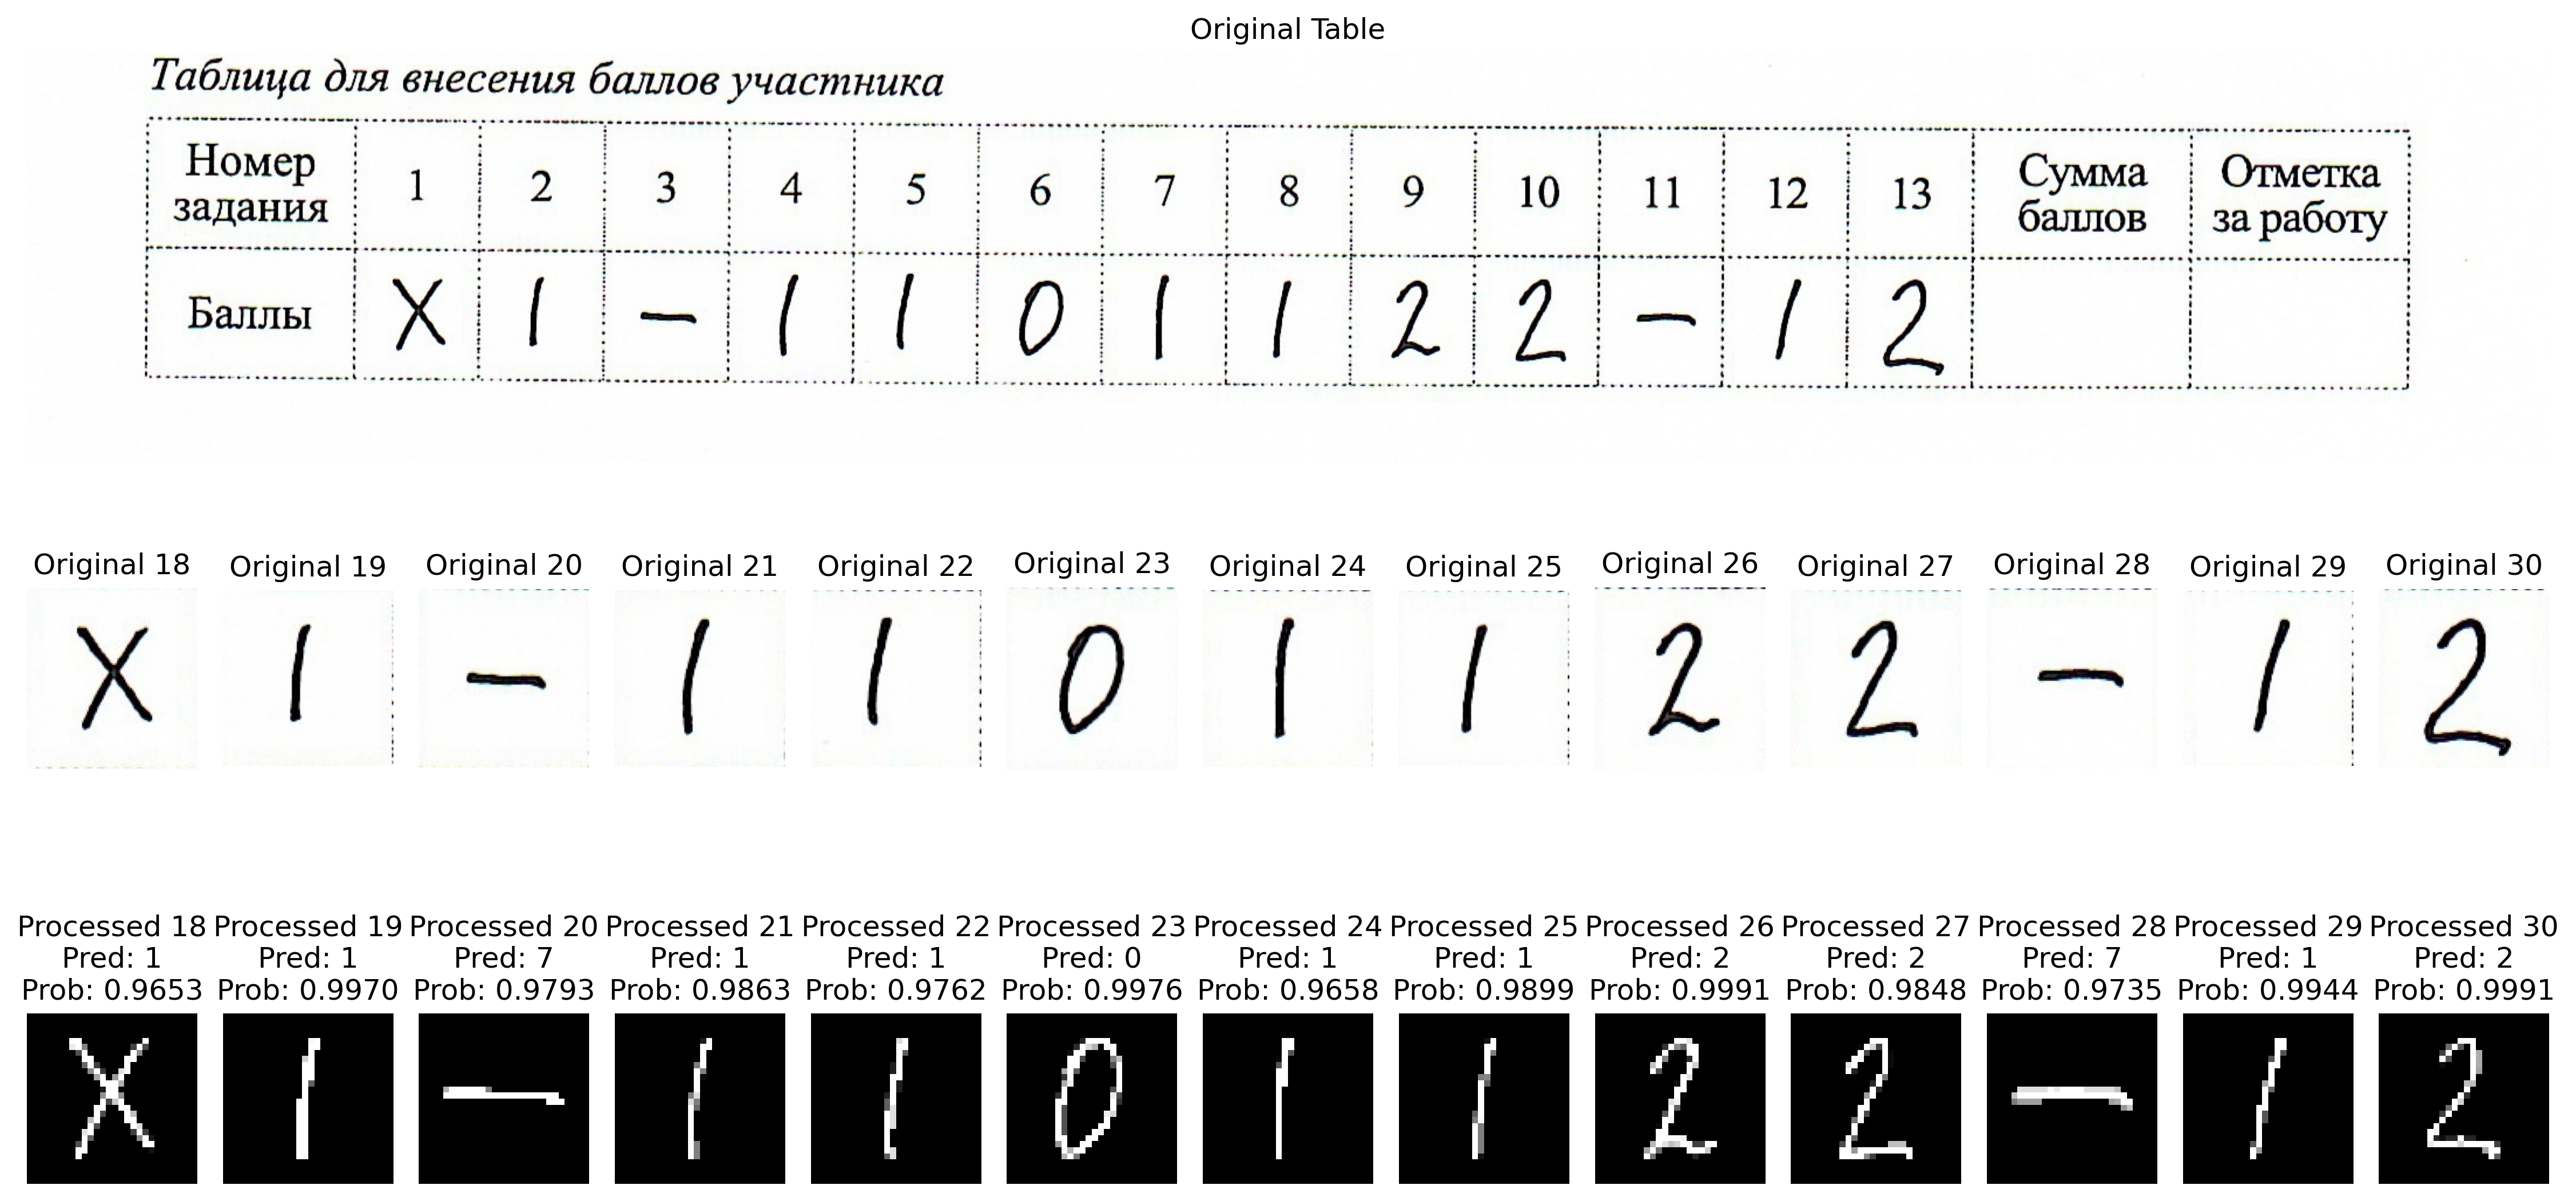 Original Table
Таблица для внесения баллов участника
Номер задания 1 2 3 4 5 6 7 8 9 10 11 12 13 Сумма баллов Отметка за работу
Баллы X 1 — 1 1 0 1 1 2 2 — 1 2
Original 18 Original 19 Original 20 Original 21 Original 22 Original 23 Original 24 Original 25 Original 26 Original 27 Original 28 Original 29 Original 30
X 1 — 1 1 0 1 1 2 2 — 1 2
Processed 18 Processed 19 Processed 20 Processed 21 Processed 22 Processed 23 Processed 24 Processed 25 Processed 26 Processed 27 Processed 28 Processed 29 Processed 30
Pred: 1 Pred: 1 Pred: 7 Pred: 1 Pred: 1 Pred: 0 Pred: 1 Pred: 1 Pred: 2 Pred: 2 Pred: 7 Pred: 1 Pred: 2
Prob: 0.9653 Prob: 0.9970 Prob: 0.9793 Prob: 0.9863 Prob: 0.9762 Prob: 0.9976 Prob: 0.9658 Prob: 0.9899 Prob: 0.9991 Prob: 0.9848 Prob: 0.9735 Prob: 0.9944 Prob: 0.9991
X 1 — 1 1 0 1 1 2 2 — 1 2